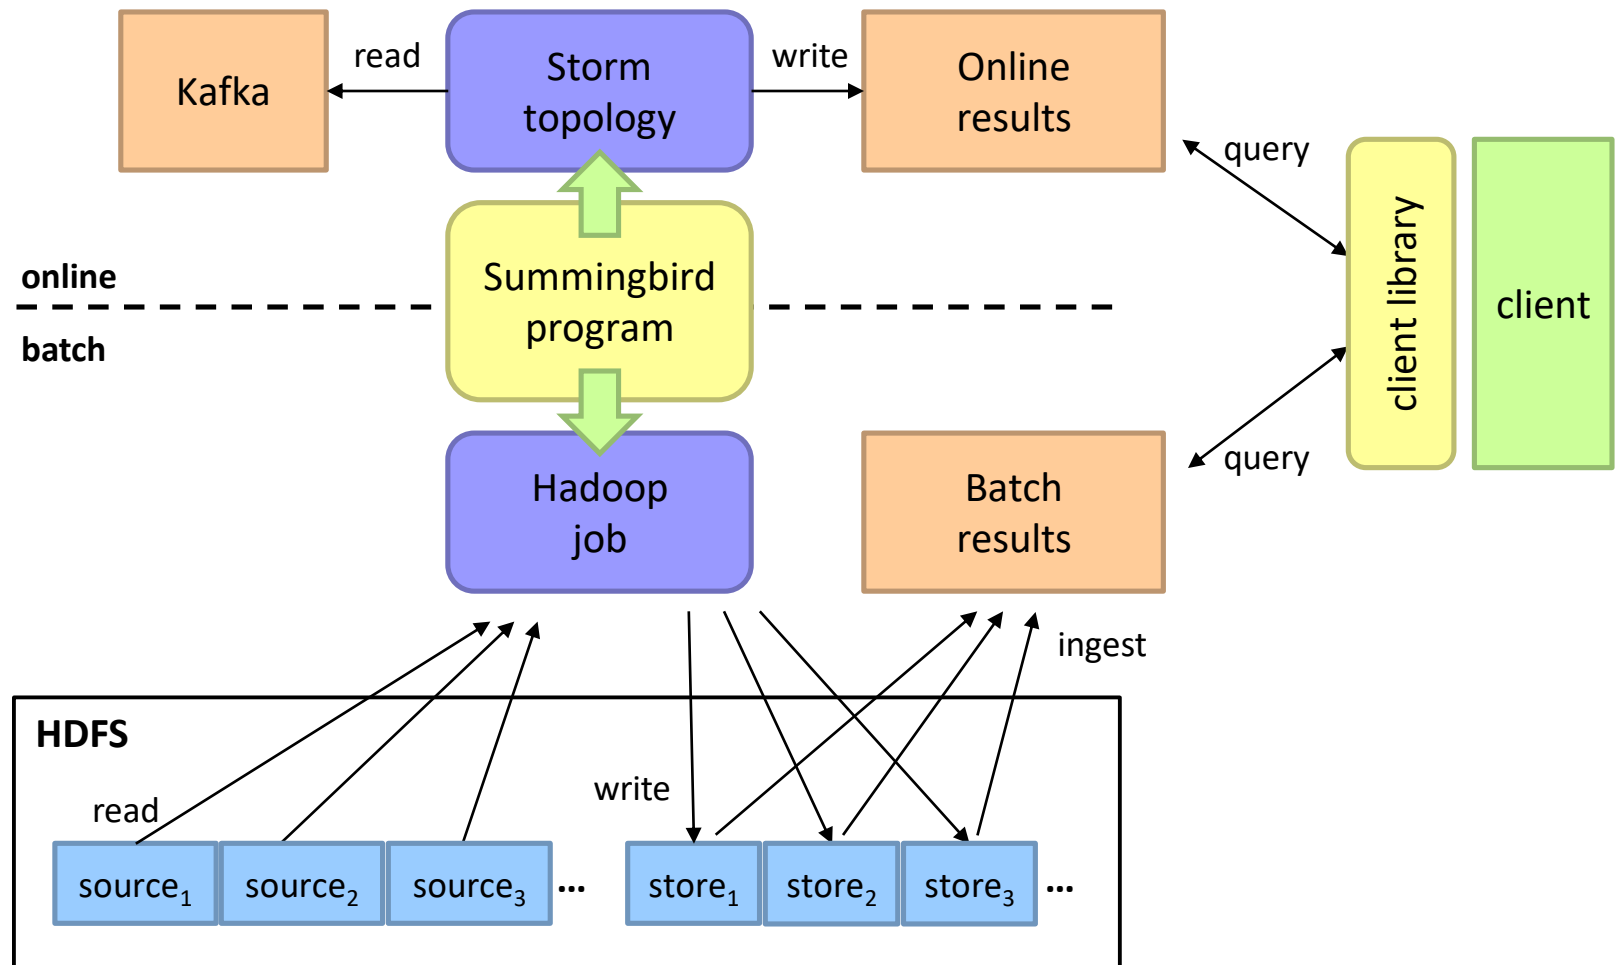 Kafka
read
Storm
topology
write
Online
results
query
online
batch
Summingbird
program
client library
client
Hadoop
job
Batch
results
query
ingest
HDFS
read
write
source1
source2
source3
...
store1
store2
store3
...